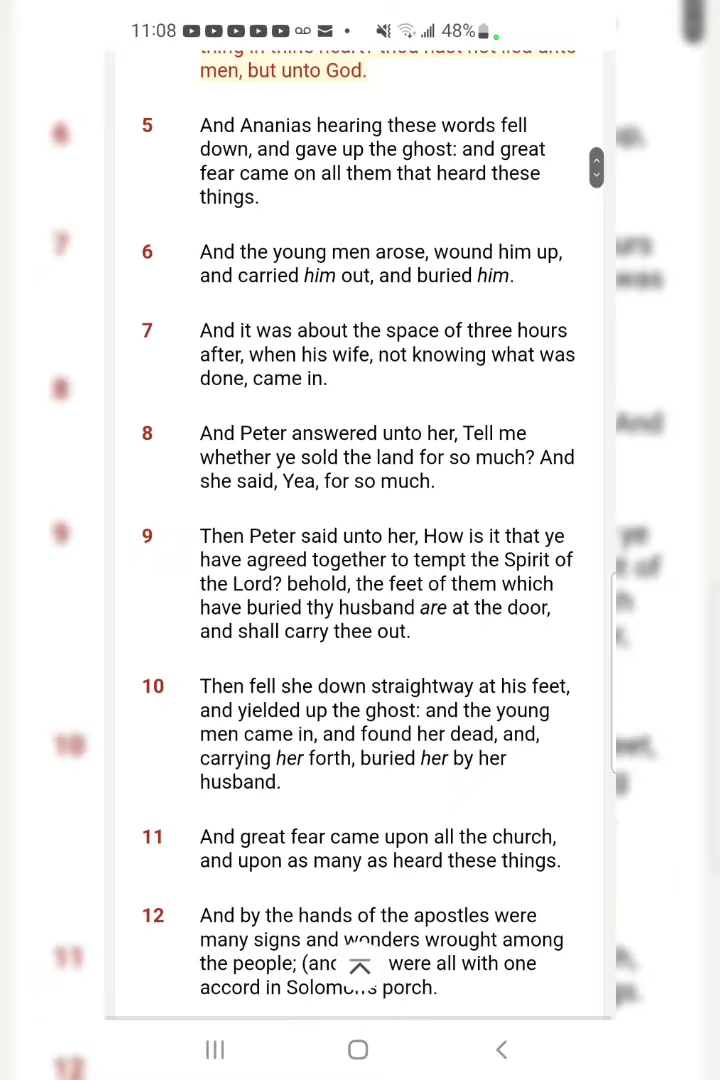 11:08 48%
men, but unto God.
5 And Ananias hearing these words fell
down, and gave up the ghost: and great
fear came on all them that heard these
things.
6 And the young men arose, wound him up,
and carried him out, and buried him.
7 And it was about the space of three hours
after, when his wife, not knowing what was
done, came in.
8 And Peter answered unto her, Tell me
whether ye sold the land for so much? And
she said, Yea, for so much.
9 Then Peter said unto her, How is it that ye
have agreed together to tempt the Spirit of
the Lord? behold, the feet of them which
have buried thy husband are at the door,
and shall carry thee out.
10 Then fell she down straightway at his feet,
and yielded up the ghost: and the young
men came in, and found her dead, and,
carrying her forth, buried her by her
husband.
11 And great fear came upon all the church,
and upon as many as heard these things.
12 And by the hands of the apostles were
many signs and wonders wrought among
the people; were all with one
accord in porch.